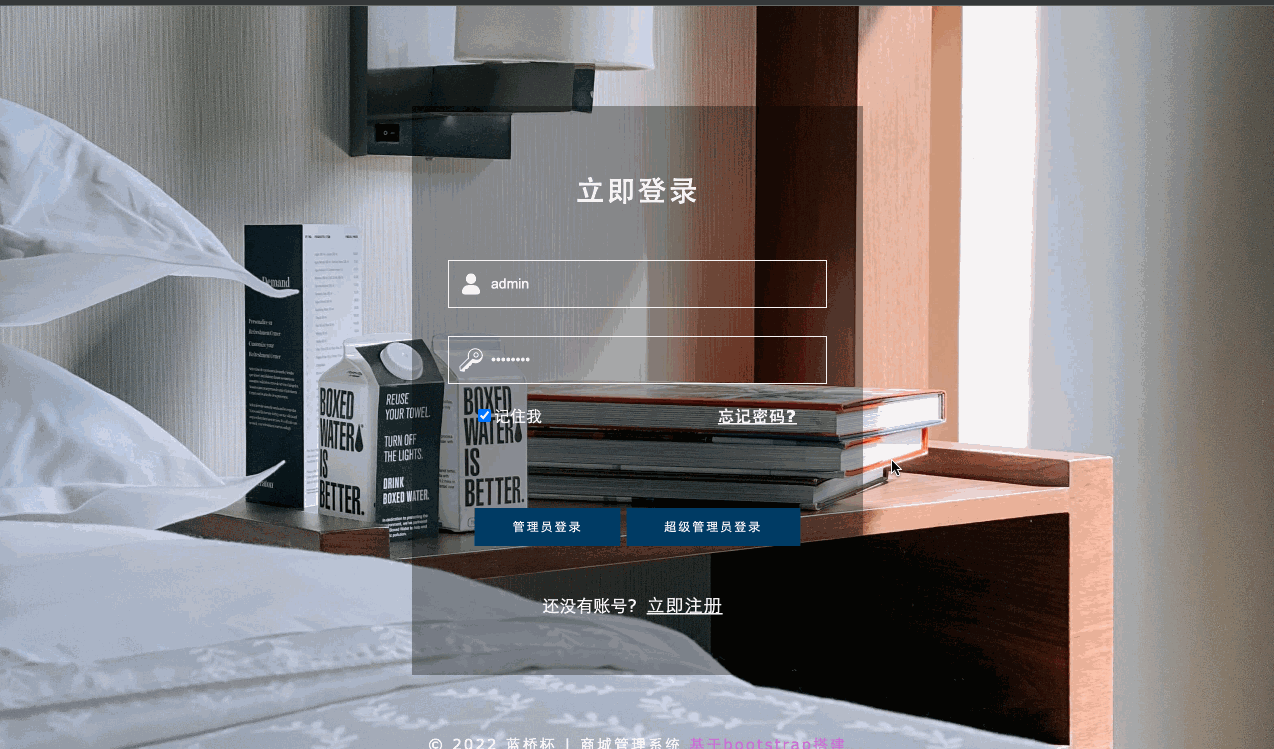 立即登录
admin
Demand
记住我 忘记密码?
BOXED
WATER
IS
BETTER.
REUSE
YOUR TOWEL.
TURN OFF
THE LIGHTS.
DRINK
BOXED WATER.
BOXED
WATER
IS
BETTER.
管理员登录 超级管理员登录
还没有账号? 立即注册
© 2022 蓝桥杯 | 商城管理系统 基于bootstrap搭建